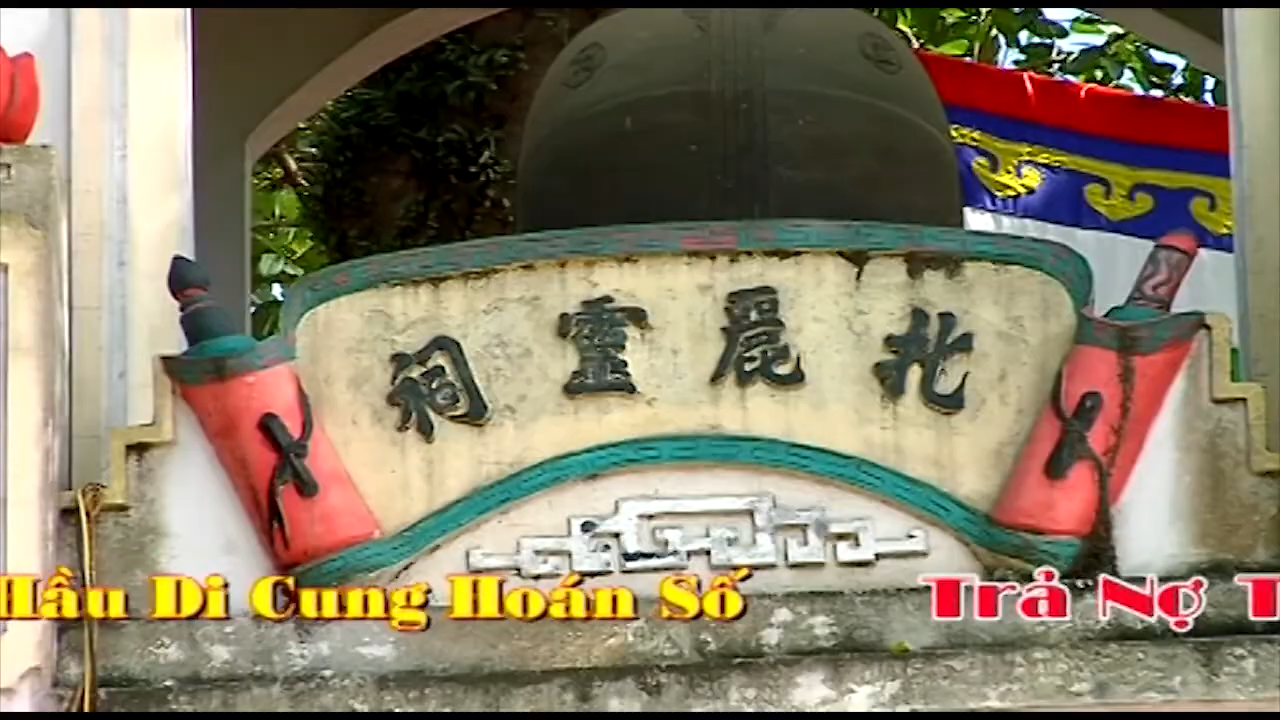 北麗靈祠
Hầu Di Cung Hoán Số Trả Nợ T